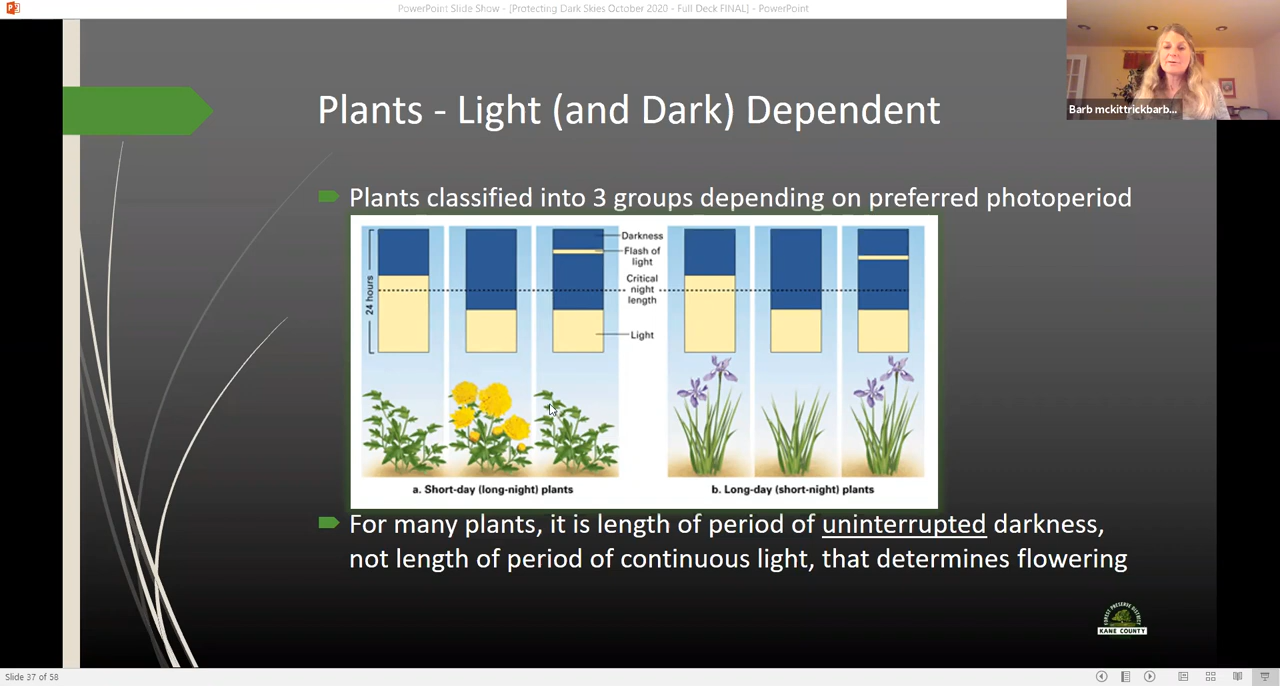 PowerPoint Slide Show - [Protecting Dark Skies October 2020 - Full Deck FINAL] - PowerPoint
Barb mckittrickbarb...
Plants - Light (and Dark) Dependent
Plants classified into 3 groups depending on preferred photoperiod
24 hours
Darkness
Flash of
light
Critical
night
length
Light
a. Short-day (long-night) plants
b. Long-day (short-night) plants
For many plants, it is length of period of uninterrupted darkness,
not length of period of continuous light, that determines flowering
FOREST PRESERVE DISTRICT
KANE COUNTY
Slide 37 of 58